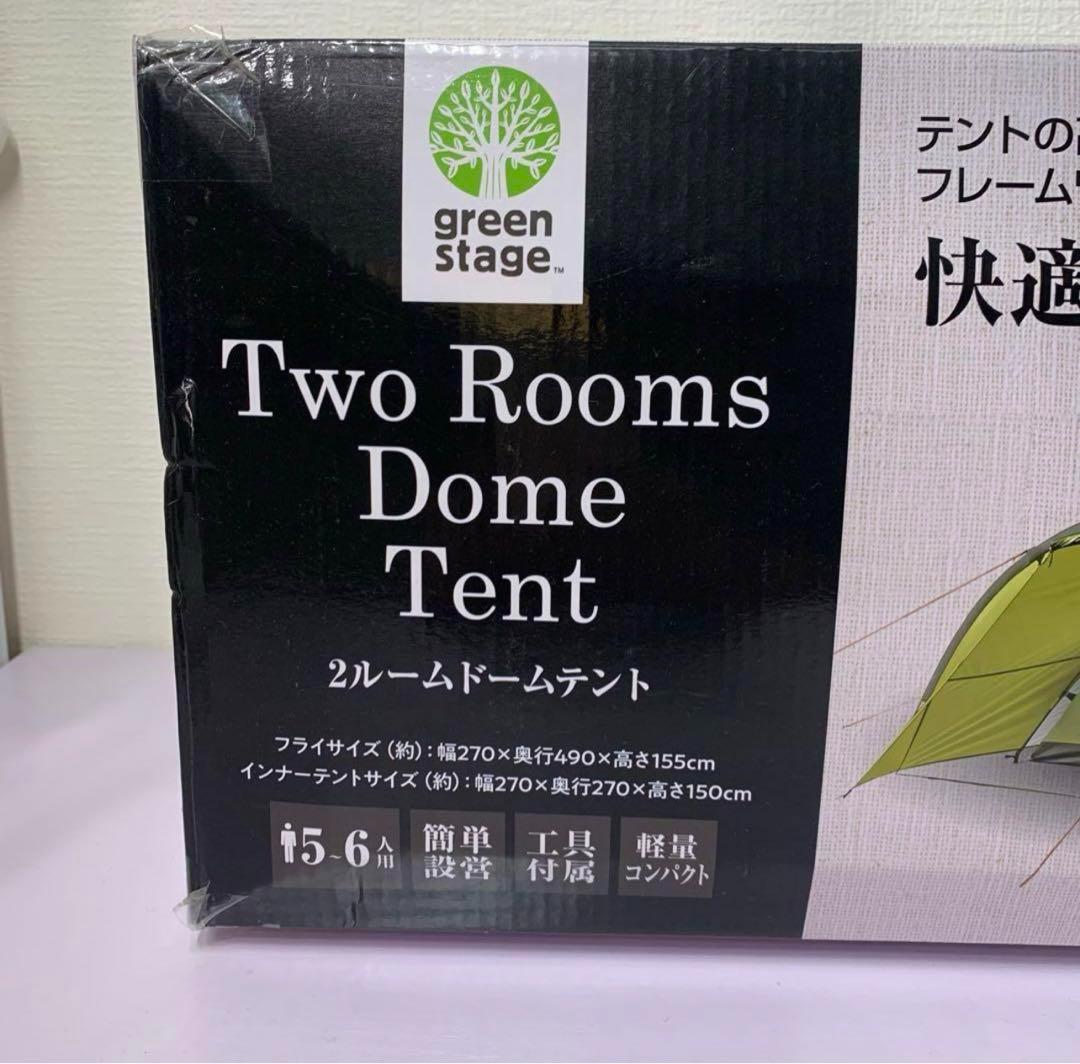 green
stage™
Two Rooms
Dome
Tent
2ルームドームテント
フライサイズ（約）：幅270×奥行490×高さ155cm
インナーテントサイズ（約）：幅270×奥行270×高さ150cm
5~6人用
簡単
設営
工具
付属
軽量
コンパクト
テントの
フレーム
快適